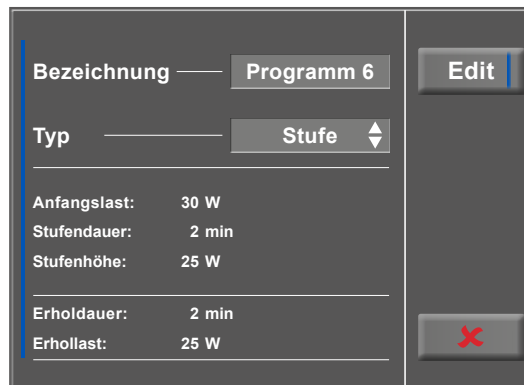 Bezeichnung Programm 6 Edit
Typ Stufe
Anfangslast: 30 W
Stufendauer: 2 min
Stufenhöhe: 25 W
Erholdauer: 2 min
Erhollast: 25 W